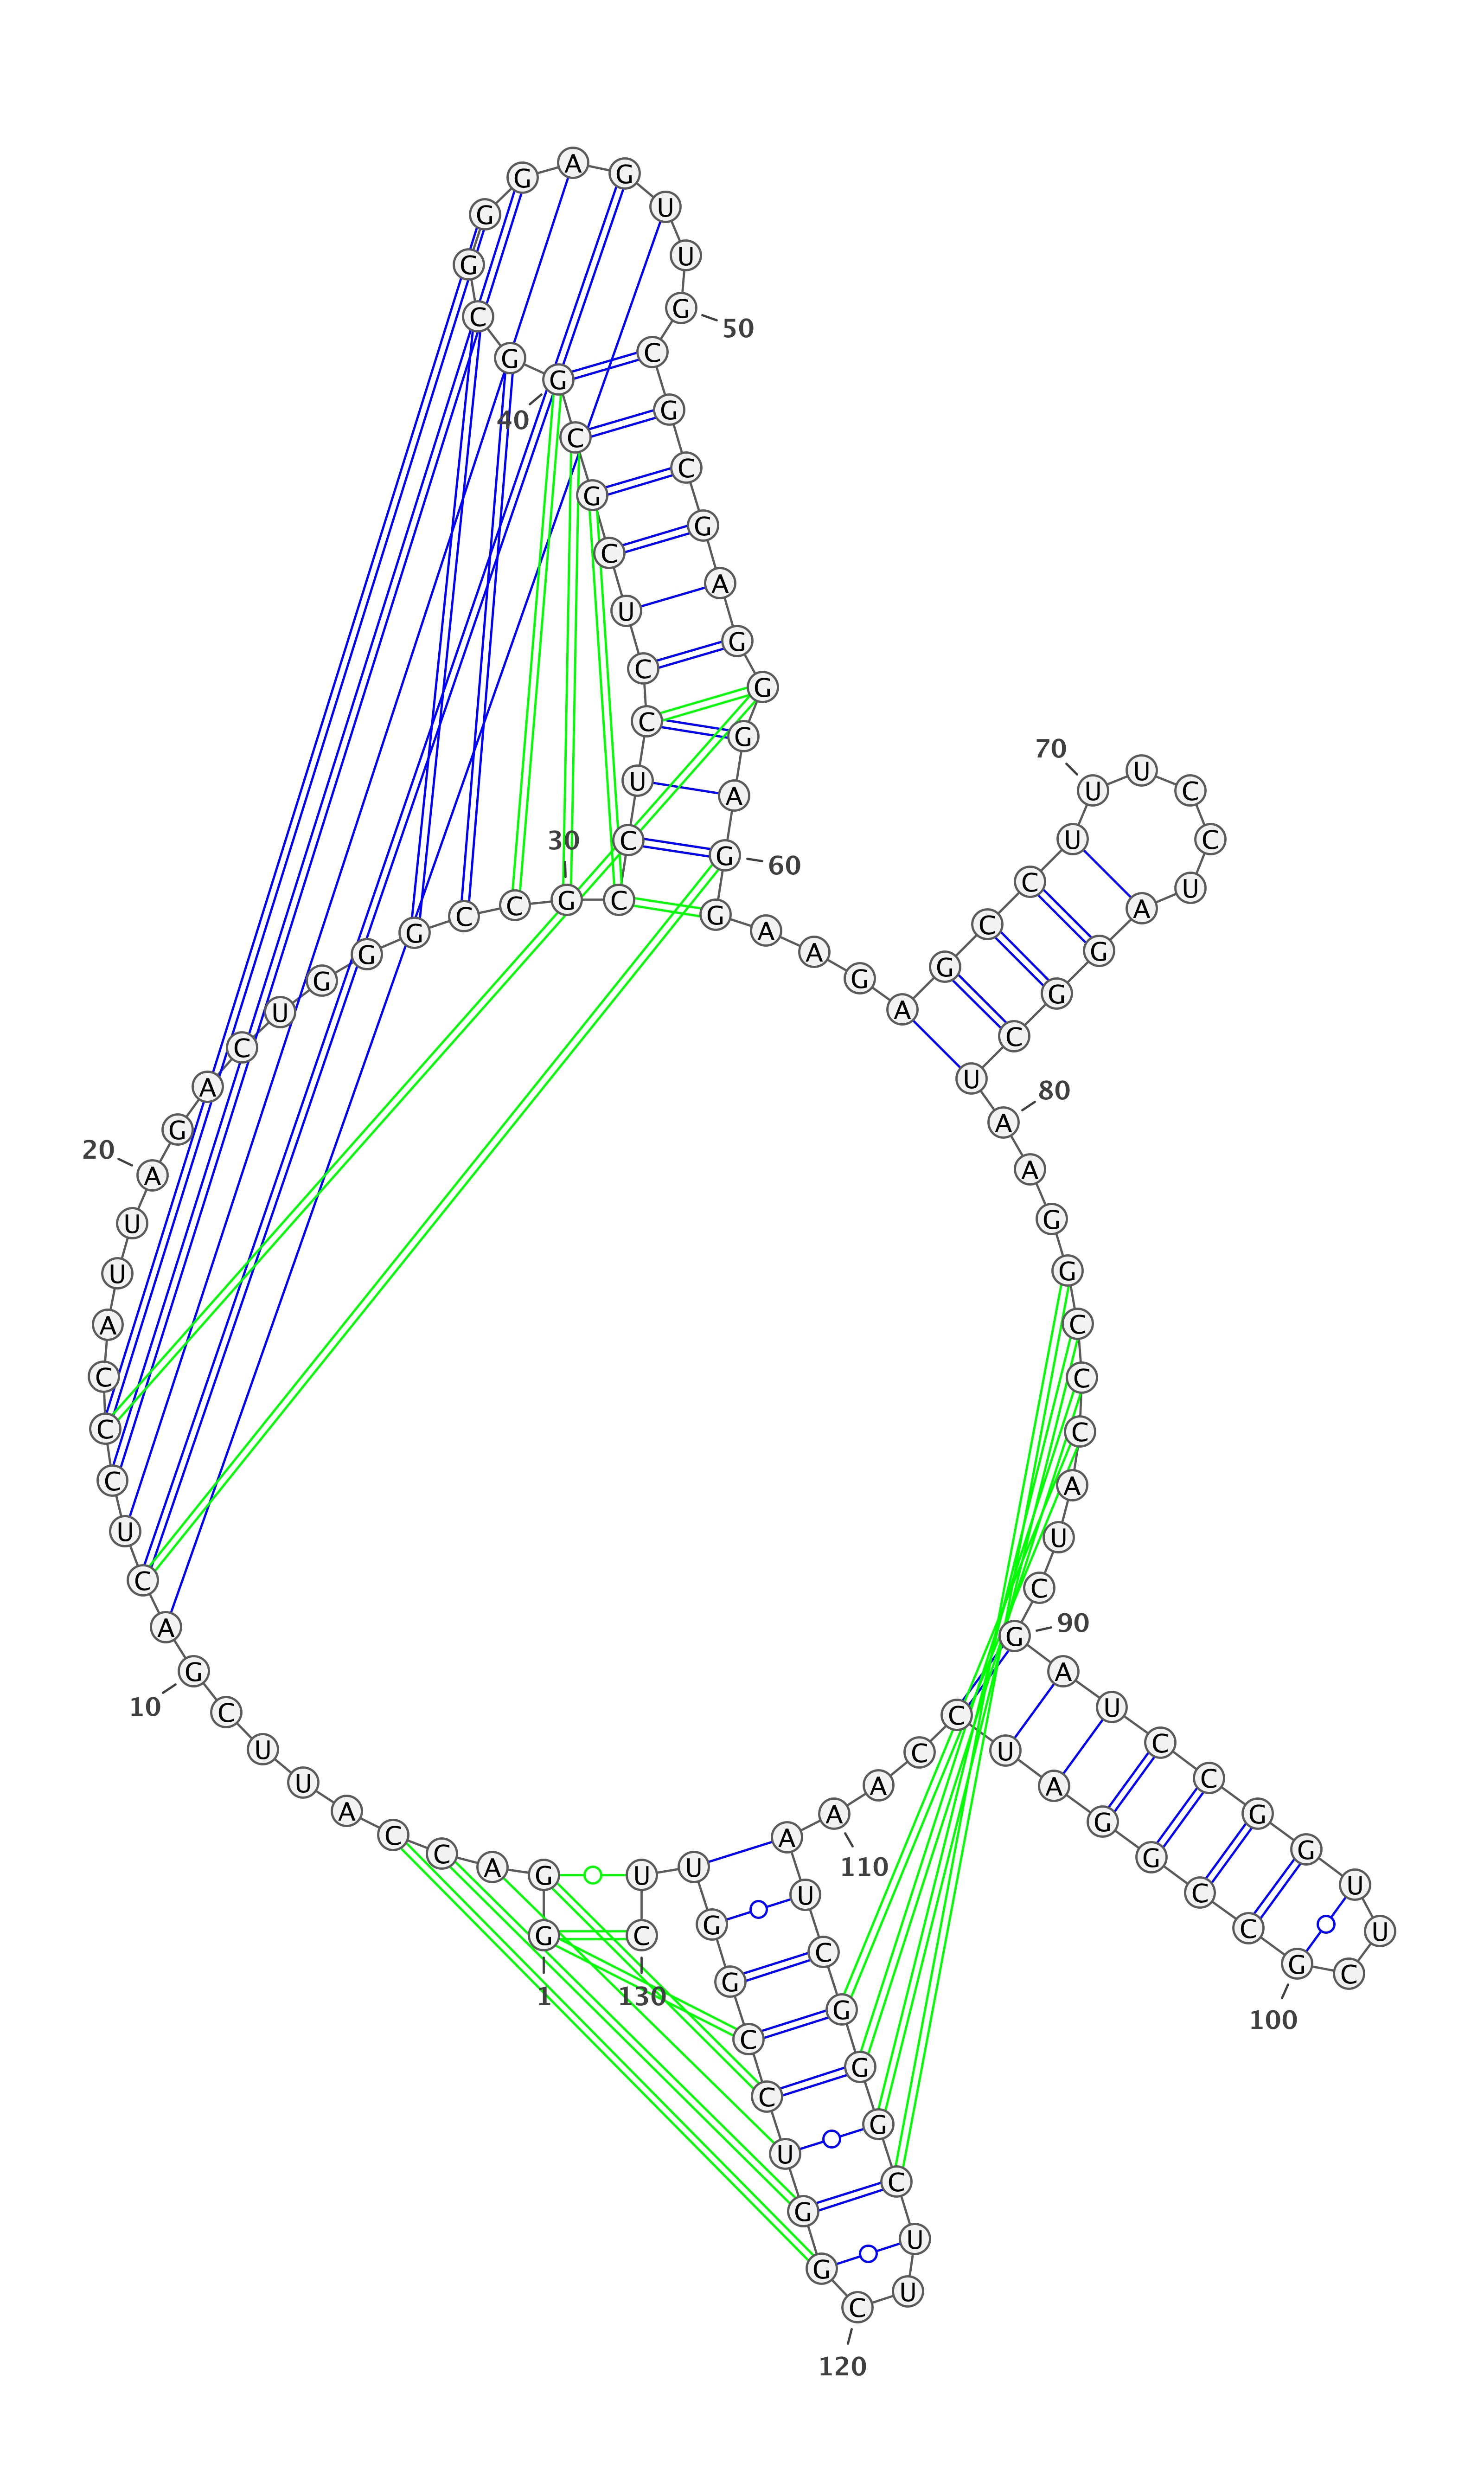 1
G G A C C A U U C G
10
A C U C C C A U U A
20
G A C U G G G C C G
30
C C U C C U C G C G
40
G C G G G A G U U G
50
C G C G A G G G A G
60
G A A G A G C C U U
70
U C C U A G G C U A
80
A G G C C C A U C G
90
A U C C G G U U C G
100
C C G G A U C C A A
110
A U C G G G C U U C
120
G G U C C G G U U C
130